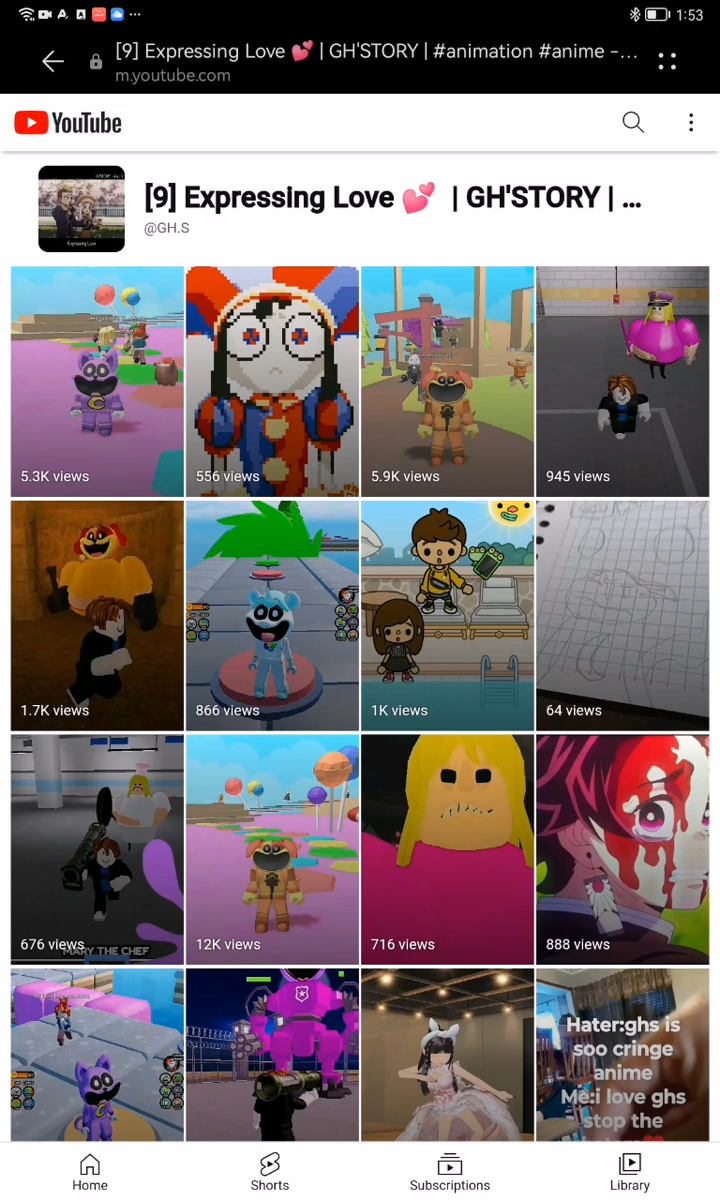 1:53
[9] Expressing Love 💕 | GH'STORY | #animation #anime -...
m.youtube.com
YouTube
[9] Expressing Love 💕 | GH'STORY | ...
@GH.S
Expressing Love
5.3K views
556 views
5.9K views
945 views
1.7K views
866 views
1K views
64 views
676 views
MARY THE CHEF
12K views
716 views
888 views
Hater:ghs is
soo cringe
anime
Me:i love ghs
stop the
Home
Shorts
Subscriptions
Library